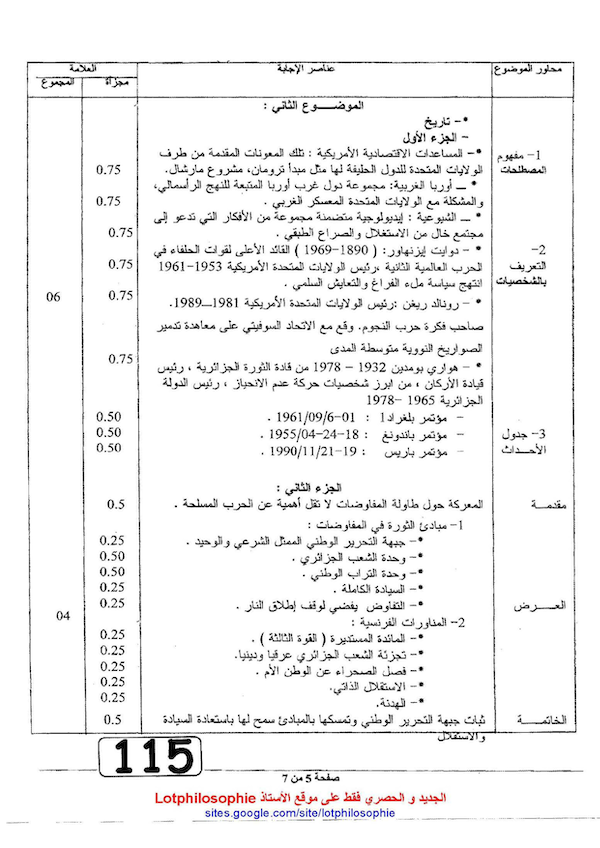 محاور الموضوع عناصر الإجابة العلامة
مجزأة المجموع
الموضـــوع الثاني :
*- تاريخ
– الجزء الأول
1- مفهوم المصطلحات
*- المساعدات الاقتصادية الأمريكية : تلك المعونات المقدمة من طرف
الولايات المتحدة للدول الحليفة لها مثل مبدأ ترومان، مشروع مارشال. 0.75
*ـــ أوربا الغربية: مجموعة دول غرب أوربا المتبعة للنهج الرأسمالي،
والمشكلة مع الولايات المتحدة المعسكر الغربي . 0.75
*ـــ الشيوعية : إيديولوجية متضمنة مجموعة من الأفكار التي تدعو إلى
مجتمع خال من الاستغلال والصراع الطبقي . 0.75
2- التعريف بالشخصيات
*- دوايت إيزنهاور: ( 1890-1969 ) القائد الأعلى لقوات الحلفاء في
الحرب العالمية الثانية ،رئيس الولايات المتحدة الأمريكية 1953-1961 0.75
انتهج سياسة ملء الفراغ والتعايش السلمي .
*- رونالد ريغن :رئيس الولايات المتحدة الأمريكية 1981ـــ1989. 0.75
06
صاحب فكرة حرب النجوم. وقع مع الاتحاد السوفيتي على معاهدة تدمير
الصواريخ النووية متوسطة المدى
*- هواري بومدين 1932 – 1978 من قادة الثورة الجزائرية ، رئيس 0.75
قيادة الأركان ، من ابرز شخصيات حركة عدم الانحياز ، رئيس الدولة
الجزائرية 1965 -1978
3- جدول الأحداث
– مؤتمر بلغراد1 : 01-1961/09/6 . 0.50
– مؤتمر باندونغ : 18-24-1955/04 . 0.50
– مؤتمر باريس : 19-1990/11/21 . 0.50
الجزء الثاني :
مقدمـــة المعركة حول طاولة المفاوضات لا تقل أهمية عن الحرب المسلحة . 0.5
1- مبادئ الثورة في المفاوضات :
*- جبهة التحرير الوطني الممثل الشرعي والوحيد . 0.25
*- وحدة الشعب الجزائري . 0.50
*- وحدة التراب الوطني . 0.50
*- السيادة الكاملة . 0.25
العـــرض *- التفاوض يفضي لوقف إطلاق النار . 0.25
04
2-- المناورات الفرنسية :
*- المائدة المستديرة ( القوة الثالثة ) . 0.25
*- تجزئة الشعب الجزائري عرقيا ودينيا. 0.25
*- فصل الصحراء عن الوطن الأم . 0.25
*- الاستقلال الذاتي. 0.25
*- الهدنة. 0.25
الخاتمـــة ثبات جبهة التحرير الوطني وتمسكها بالمبادئ سمح لها باستعادة السيادة 0.5
والاستقلال
115
صفحة 5 من 7
الجديد و الحصري فقط على موقع الأستاذ Lotphilosophie
sites.google.com/site/lotphilosophie